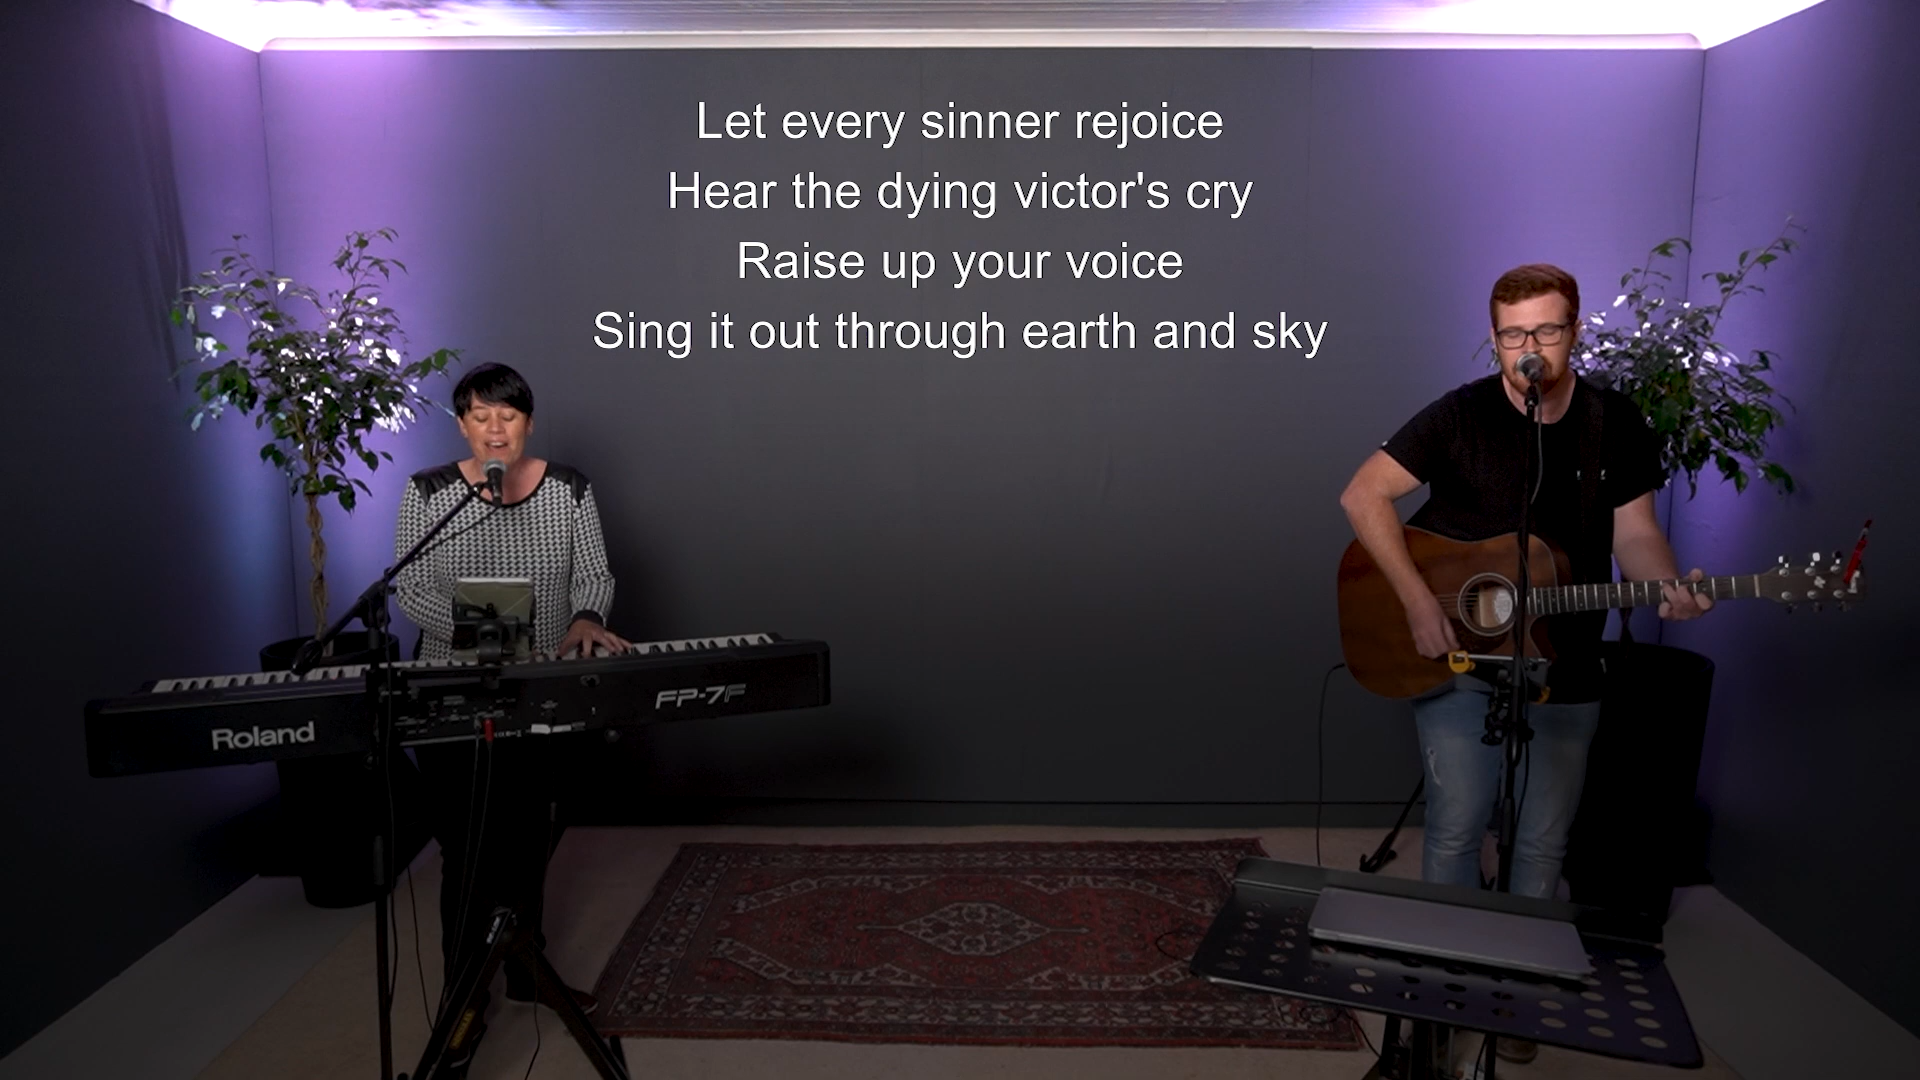 Let every sinner rejoice
Hear the dying victor's cry
Raise up your voice
Sing it out through earth and sky
Roland
FP-7F